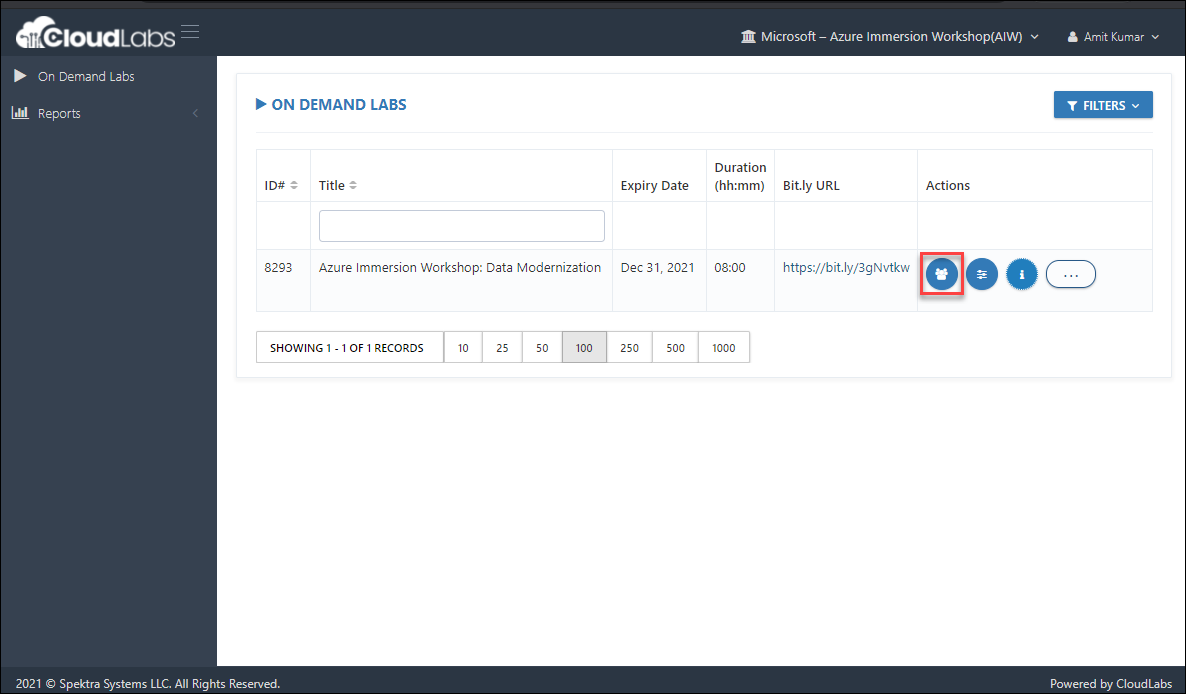 CloudLabs
Microsoft – Azure Immersion Workshop(AIW)
Amit Kumar
On Demand Labs
Reports
ON DEMAND LABS
FILTERS
ID#
Title
Expiry Date
Duration
(hh:mm)
Bit.ly URL
Actions
8293
Azure Immersion Workshop: Data Modernization
Dec 31, 2021
08:00
https://bit.ly/3gNvtkw
...
SHOWING 1 - 1 OF 1 RECORDS
10
25
50
100
250
500
1000
2021 © Spektra Systems LLC. All Rights Reserved.
Powered by CloudLabs